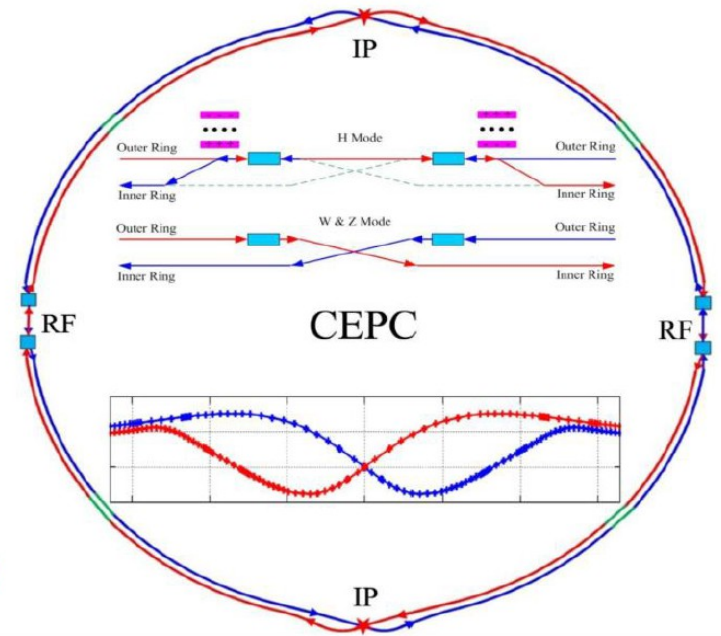 IP
H Mode
Outer Ring
Outer Ring
Inner Ring
Inner Ring
W & Z Mode
Outer Ring
Outer Ring
Inner Ring
Inner Ring
RF
CEPC
RF
IP